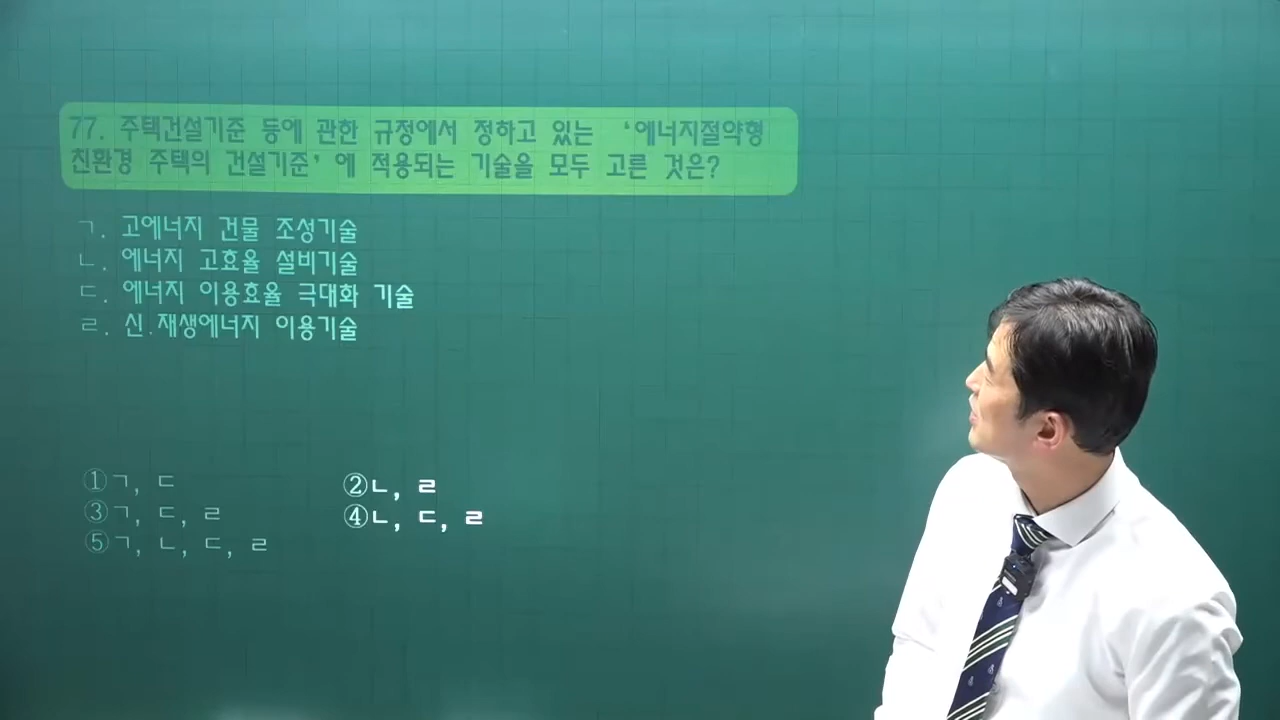 77. 주택건설기준 등에 관한 규정에서 정하고 있는 '에너지절약형
친환경 주택의 건설기준'에 적용되는 기술을 모두 고른 것은?
ㄱ. 고에너지 건물 조성기술
ㄴ. 에너지 고효율 설비기술
ㄷ. 에너지 이용효율 극대화 기술
ㄹ. 신.재생에너지 이용기술
①ㄱ, ㄷ
②ㄴ, ㄹ
③ㄱ, ㄷ, ㄹ
④ㄴ, ㄷ, ㄹ
⑤ㄱ, ㄴ, ㄷ, ㄹ